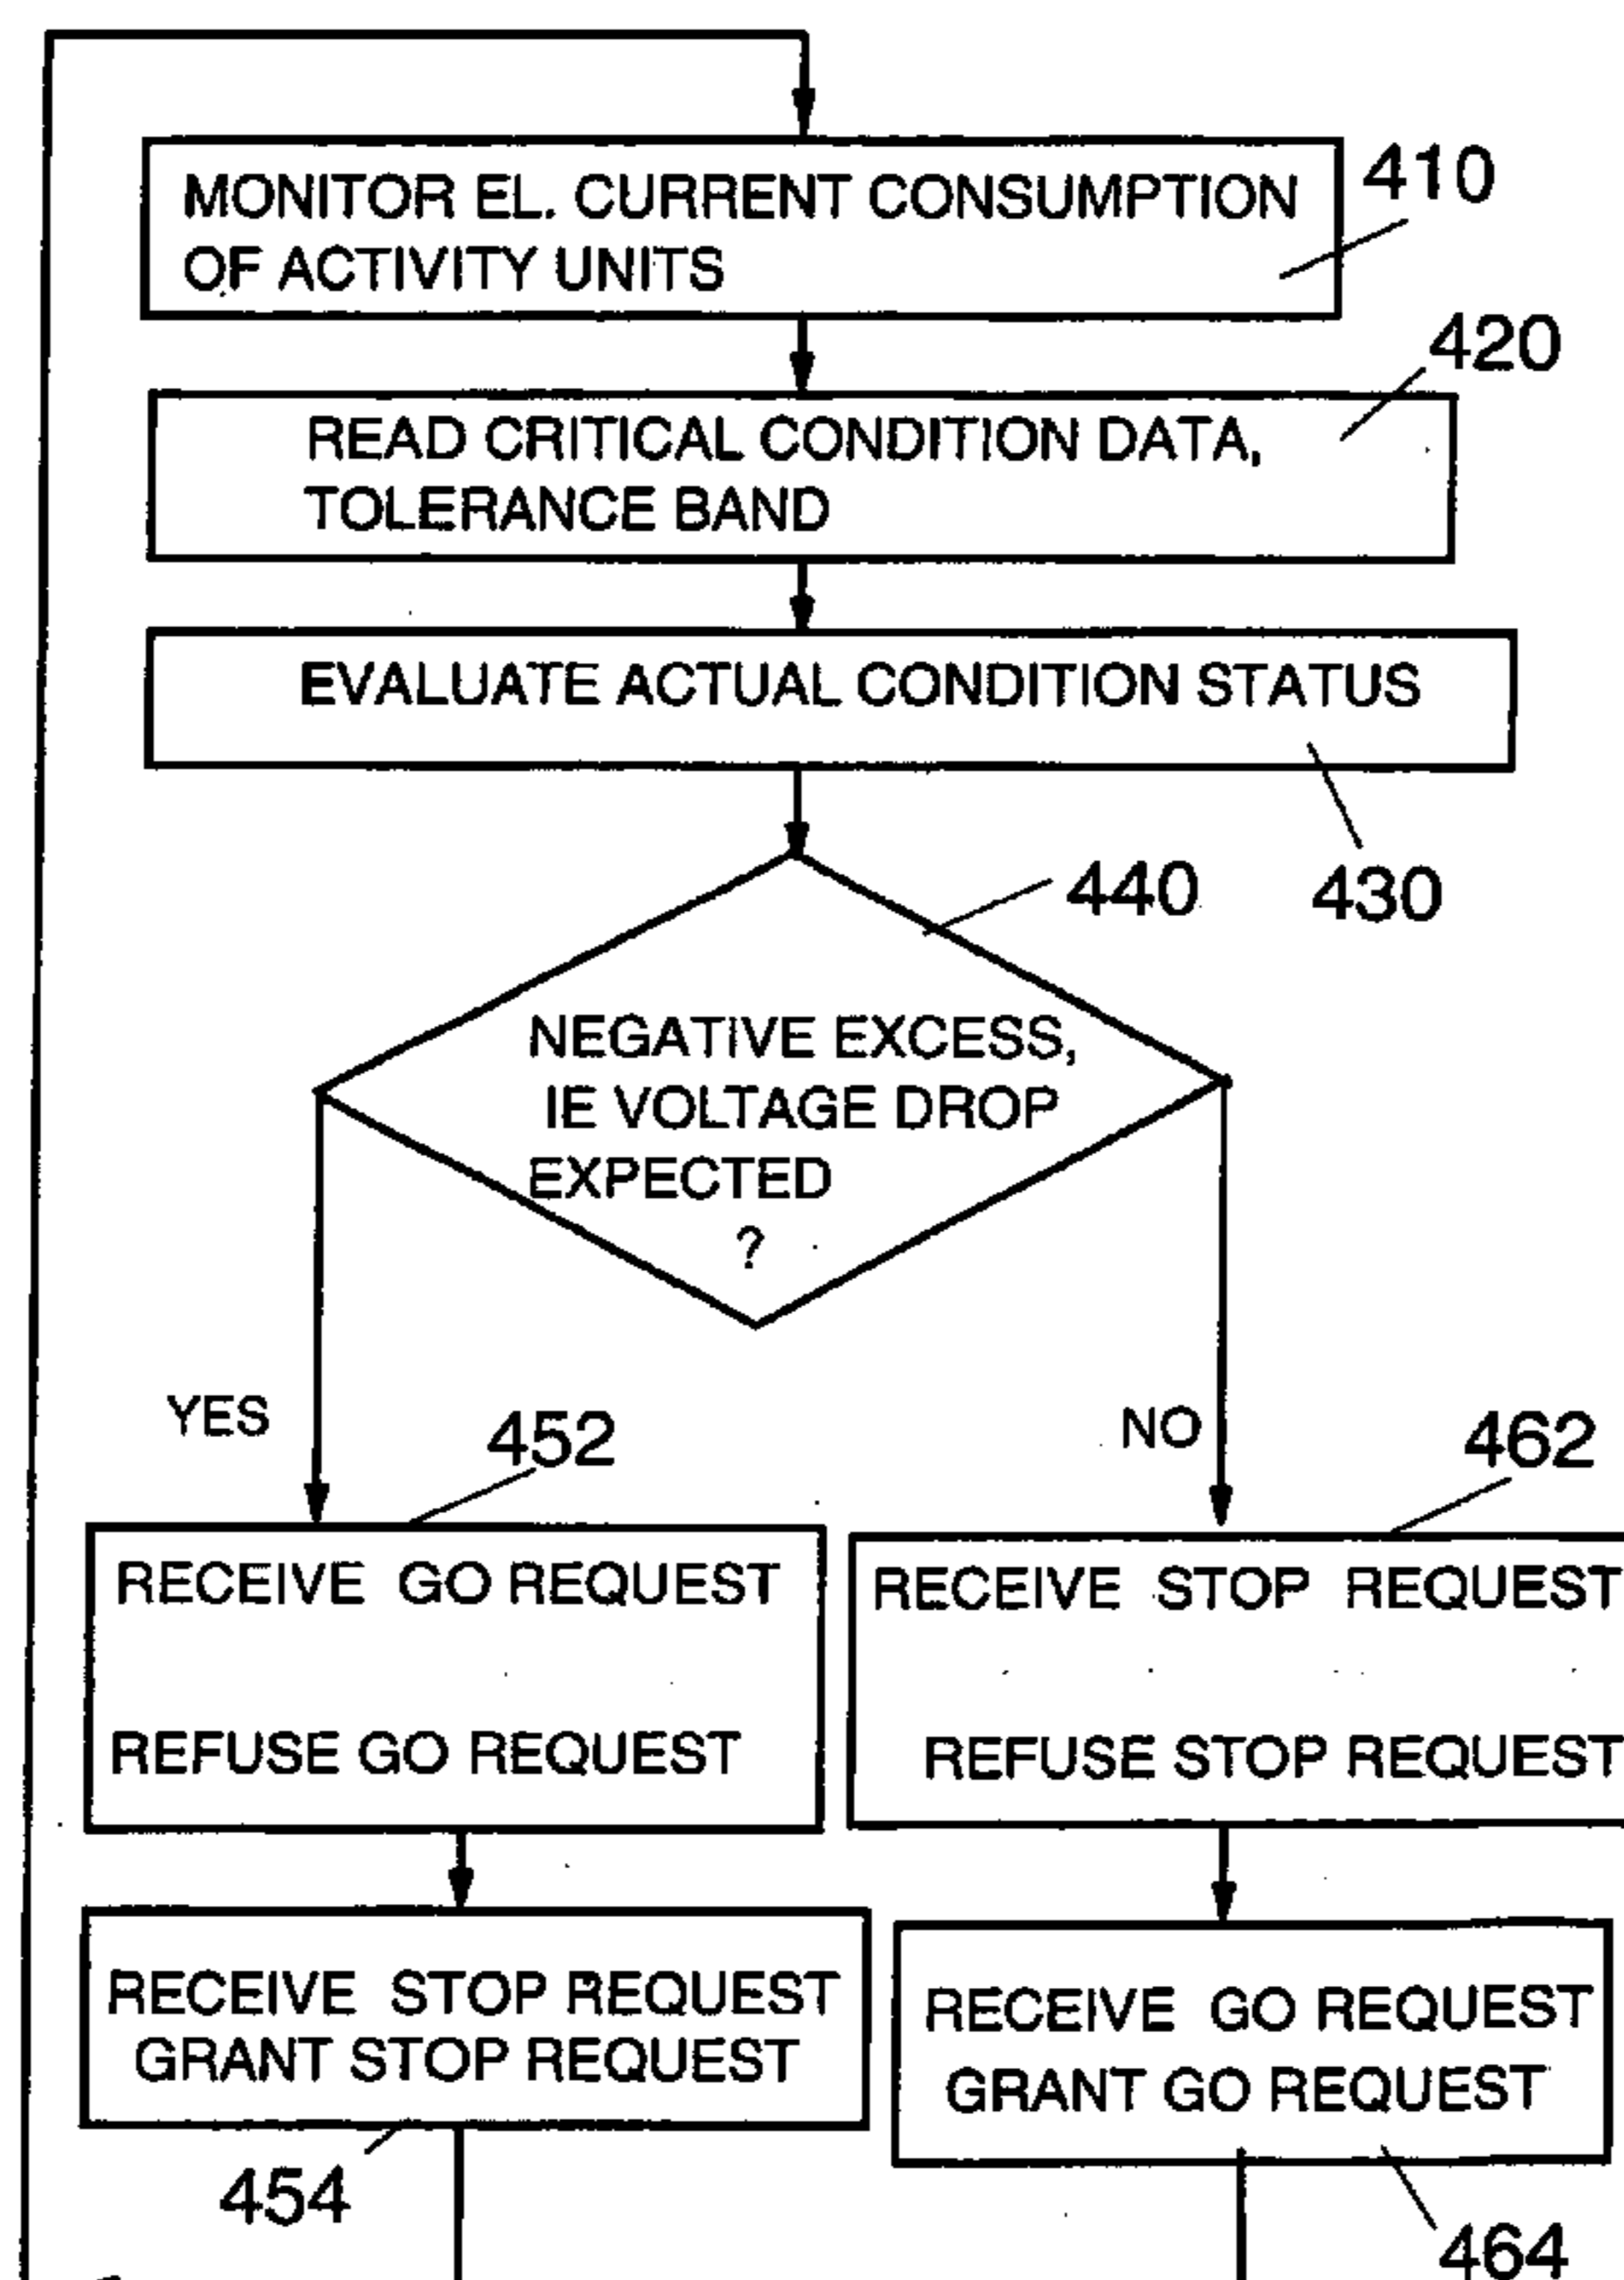 MONITOR EL. CURRENT CONSUMPTION
OF ACTIVITY UNITS
410
420
READ CRITICAL CONDITION DATA,
TOLERANCE BAND
EVALUATE ACTUAL CONDITION STATUS
430
440
NEGATIVE EXCESS,
IE VOLTAGE DROP
EXPECTED
?
YES
NO
452
462
RECEIVE GO REQUEST
REFUSE GO REQUEST
RECEIVE STOP REQUEST
REFUSE STOP REQUEST
RECEIVE STOP REQUEST
GRANT STOP REQUEST
454
RECEIVE GO REQUEST
GRANT GO REQUEST
464